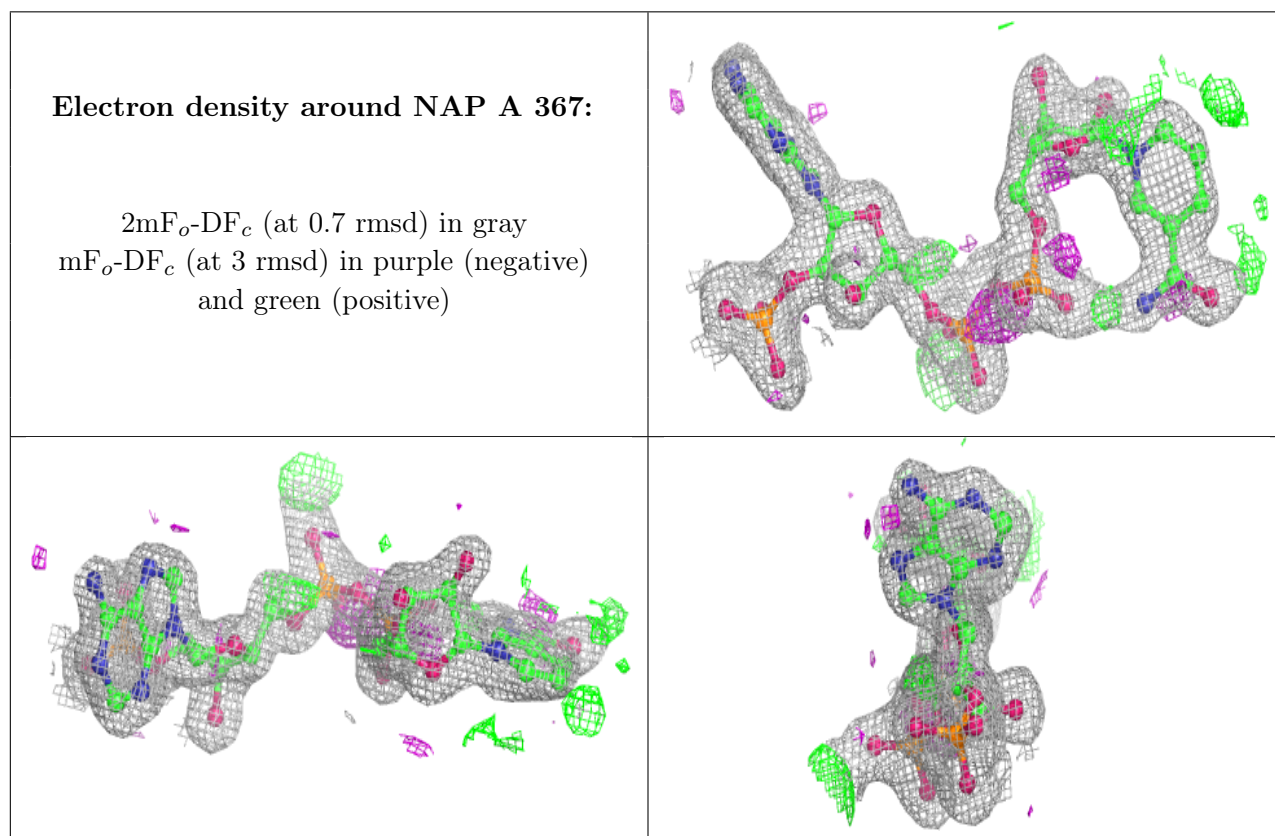 Electron density around NAP A 367:
2mFo-DFc (at 0.7 rmsd) in gray
mFo-DFc (at 3 rmsd) in purple (negative)
and green (positive)